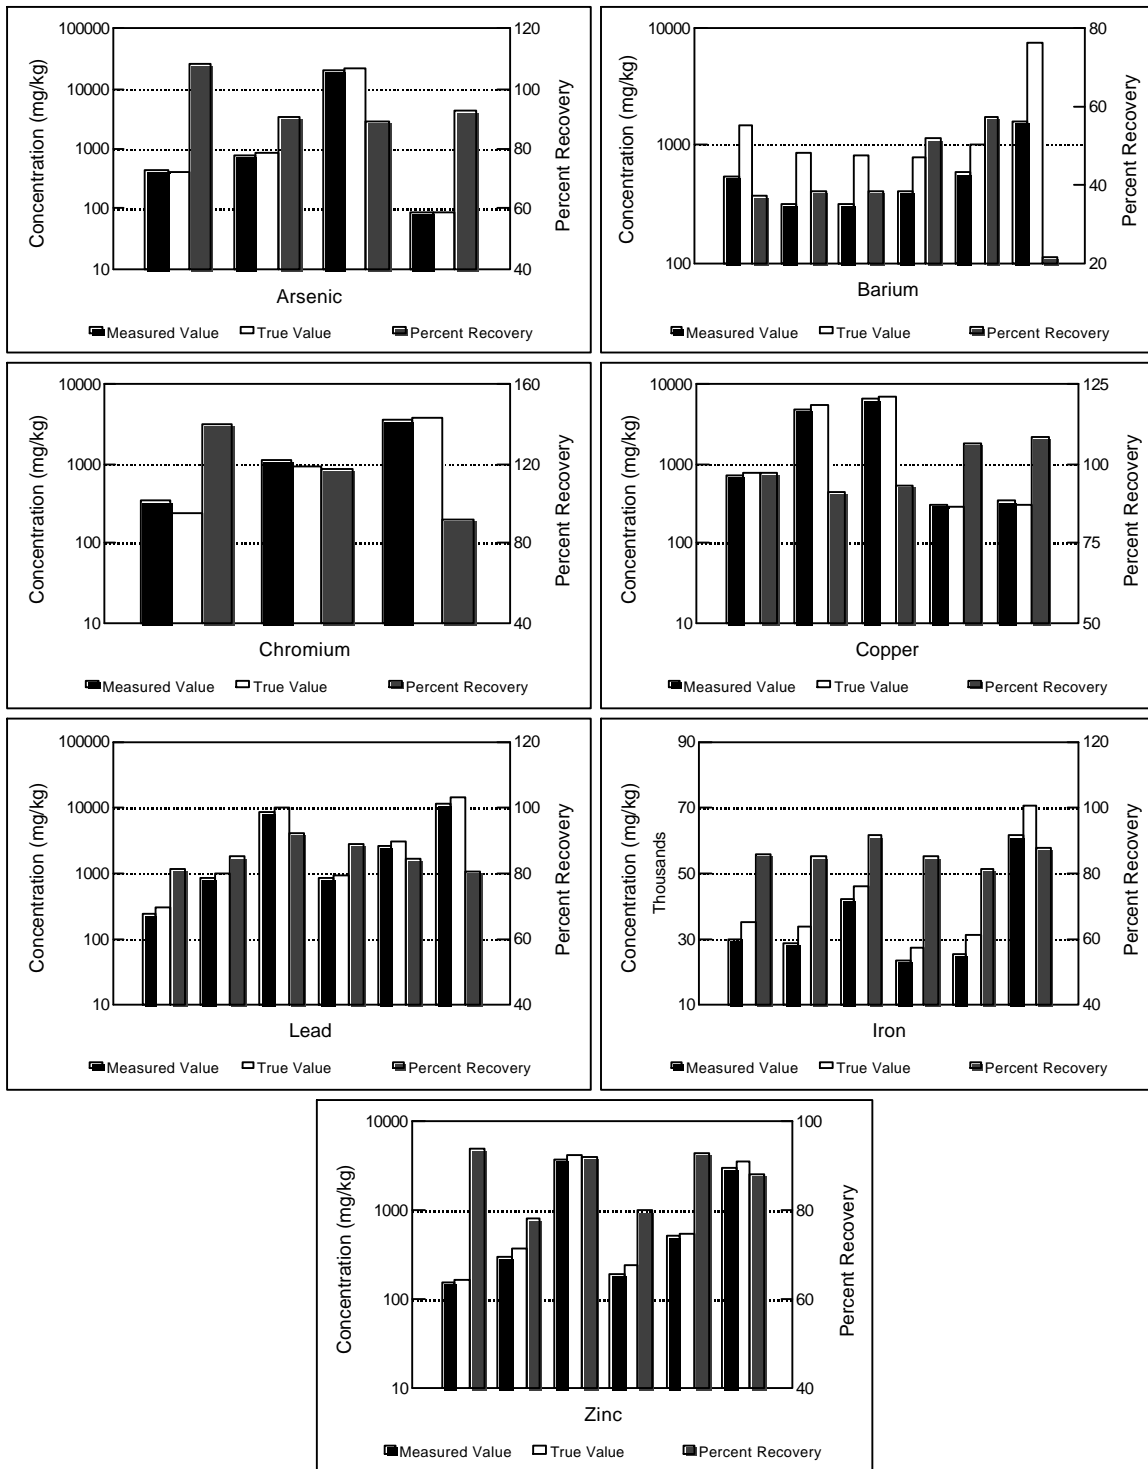 100000
10000
1000
100
10
Concentration (mg/kg)
120
100
80
60
40
Percent Recovery
Arsenic
Measured Value True Value Percent Recovery
10000
1000
100
Concentration (mg/kg)
80
60
40
20
Percent Recovery
Barium
Measured Value True Value Percent Recovery
10000
1000
100
10
Concentration (mg/kg)
160
120
80
40
Percent Recovery
Chromium
Measured Value True Value Percent Recovery
10000
1000
100
10
Concentration (mg/kg)
125
100
75
50
Percent Recovery
Copper
Measured Value True Value Percent Recovery
100000
10000
1000
100
10
Concentration (mg/kg)
120
100
80
60
40
Percent Recovery
Lead
Measured Value True Value Percent Recovery
90
70
50
30
10
Concentration (mg/kg)
Thousands
120
100
80
60
40
Percent Recovery
Iron
Measured Value True Value Percent Recovery
10000
1000
100
10
Concentration (mg/kg)
100
80
60
40
Percent Recovery
Zinc
Measured Value True Value Percent Recovery